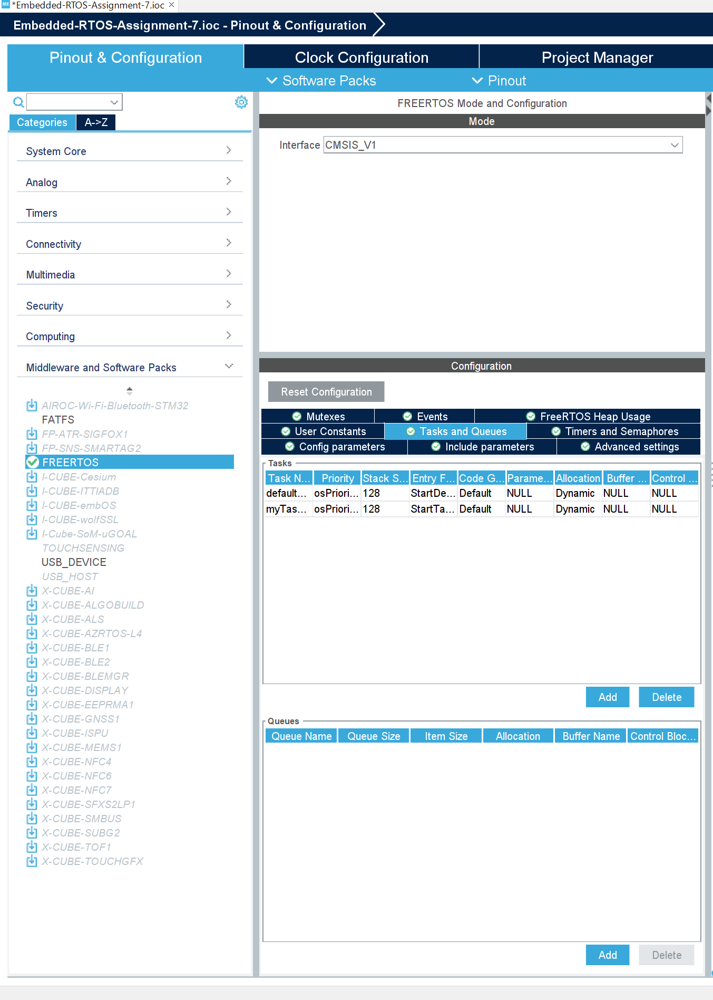 MX *Embedded-RTOS-Assignment-7.ioc ×
Embedded-RTOS-Assignment-7.ioc - Pinout & Configuration
Pinout & Configuration
Clock Configuration
Project Manager
Software Packs
Pinout
Categories
A->Z
System Core
Analog
Timers
Connectivity
Multimedia
Security
Computing
Middleware and Software Packs
AIROC-Wi-Fi-Bluetooth-STM32
FATFS
FP-ATR-SIGFOX1
FP-SNS-SMARTAG2
FREERTOS
I-CUBE-Cesium
I-CUBE-ITTIADB
I-CUBE-embOS
I-CUBE-wolfSSL
I-Cube-SoM-uGOAL
TOUCHSENSING
USB_DEVICE
USB_HOST
X-CUBE-AI
X-CUBE-ALGOBUILD
X-CUBE-ALS
X-CUBE-AZRTOS-L4
X-CUBE-BLE1
X-CUBE-BLE2
X-CUBE-BLEMGR
X-CUBE-DISPLAY
X-CUBE-EEPRMA1
X-CUBE-GNSS1
X-CUBE-ISPU
X-CUBE-MEMS1
X-CUBE-NFC4
X-CUBE-NFC6
X-CUBE-NFC7
X-CUBE-SFXS2LP1
X-CUBE-SMBUS
X-CUBE-SUBG2
X-CUBE-TOF1
X-CUBE-TOUCHGFX
FREERTOS Mode and Configuration
Mode
Interface CMSIS_V1
Configuration
Reset Configuration
Mutexes Events FreeRTOS Heap Usage
User Constants Tasks and Queues Timers and Semaphores
Config parameters Include parameters Advanced settings
Tasks
Task N... Priority Stack S... Entry F... Code G... Parame... Allocation Buffer ... Control ...
default... osPriori... 128 StartDe... Default NULL Dynamic NULL NULL
myTas... osPriori... 128 StartTa... Default NULL Dynamic NULL NULL
Add Delete
Queues
Queue Name Queue Size Item Size Allocation Buffer Name Control Bloc...
Add Delete